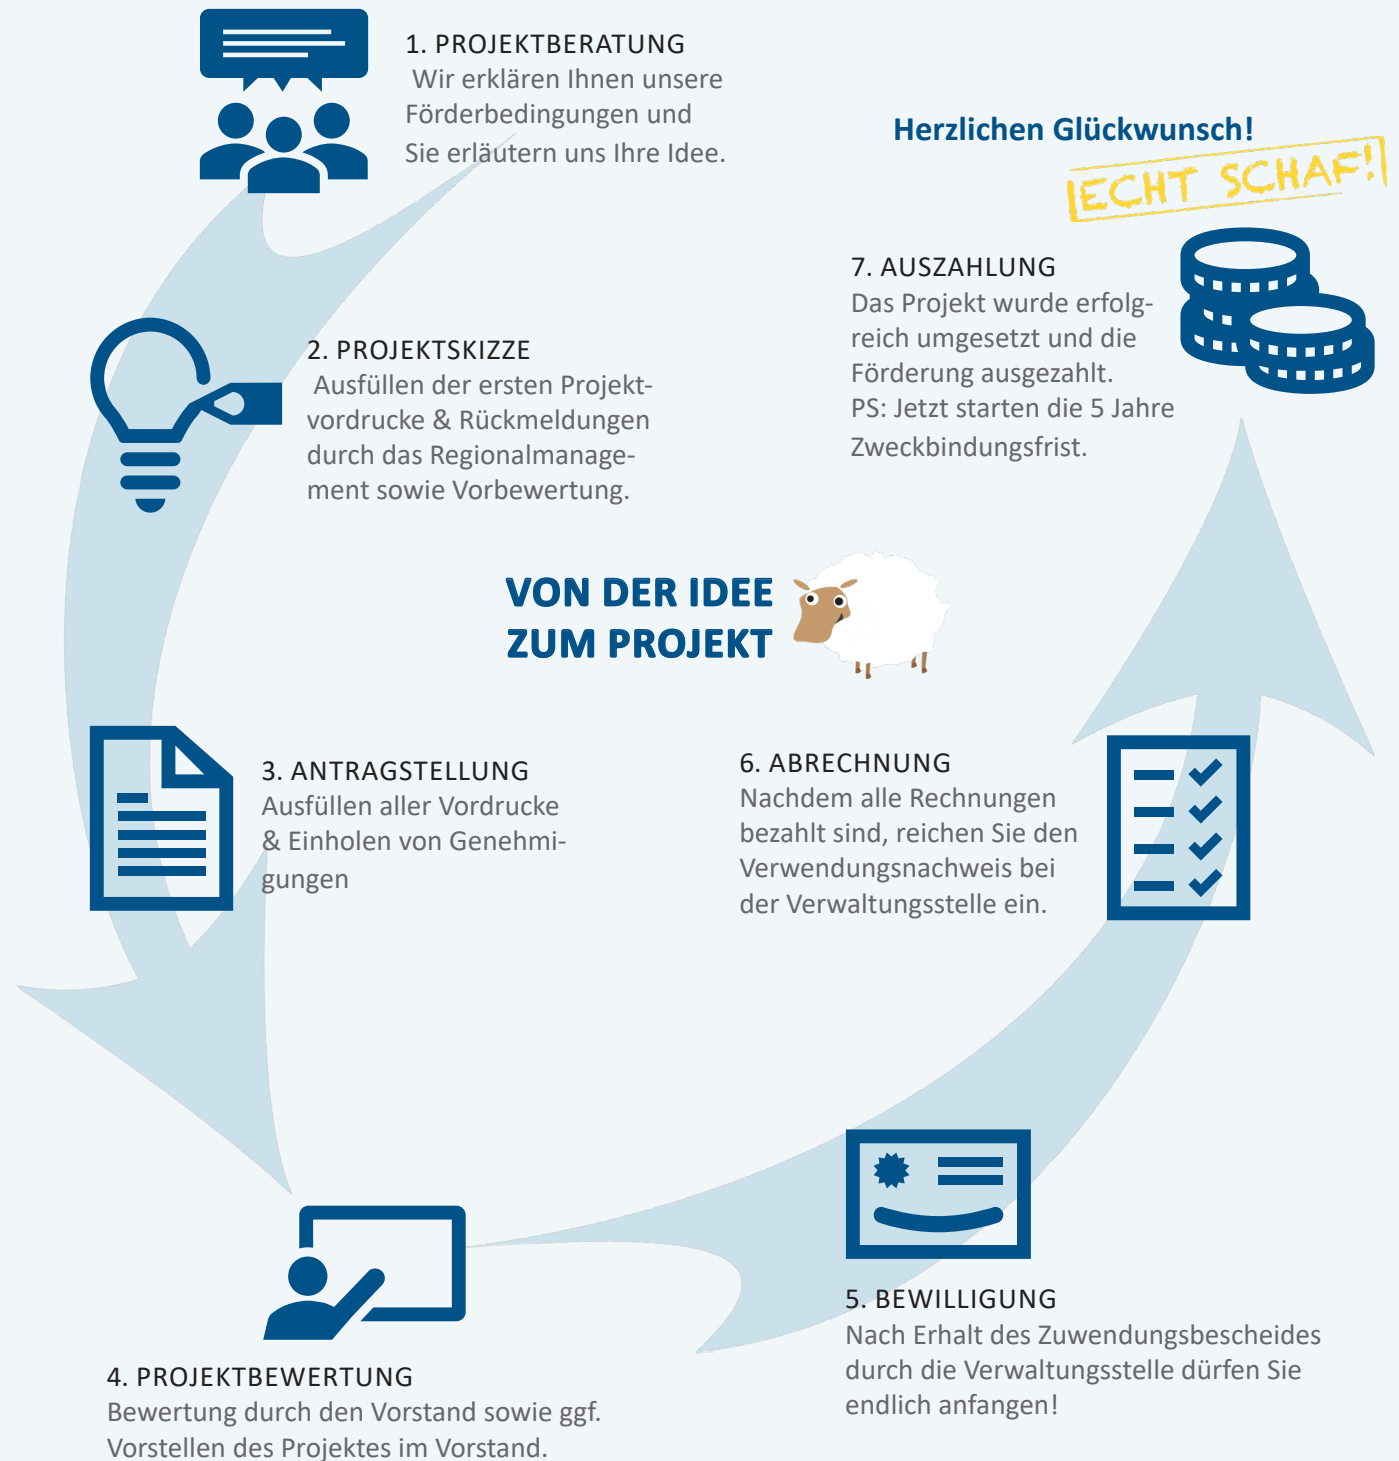 1. PROJEKTBERATUNG
Wir erklären Ihnen unsere
Förderbedingungen und
Sie erläutern uns Ihre Idee.
2. PROJEKTSKIZZE
Ausfüllen der ersten Projekt-
vordrucke & Rückmeldungen
durch das Regionalmanage-
ment sowie Vorbewertung.
VON DER IDEE
ZUM PROJEKT
3. ANTRAGSTELLUNG
Ausfüllen aller Vordrucke
& Einholen von Genehmi-
gungen
4. PROJEKTBEWERTUNG
Bewertung durch den Vorstand sowie ggf.
Vorstellen des Projektes im Vorstand.
5. BEWILLIGUNG
Nach Erhalt des Zuwendungsbescheides
durch die Verwaltungsstelle dürfen Sie
endlich anfangen!
6. ABRECHNUNG
Nachdem alle Rechnungen
bezahlt sind, reichen Sie den
Verwendungsnachweis bei
der Verwaltungsstelle ein.
Herzlichen Glückwunsch!
ECHT SCHAF!
7. AUSZAHLUNG
Das Projekt wurde erfolg-
reich umgesetzt und die
Förderung ausgezahlt.
PS: Jetzt starten die 5 Jahre
Zweckbindungsfrist.